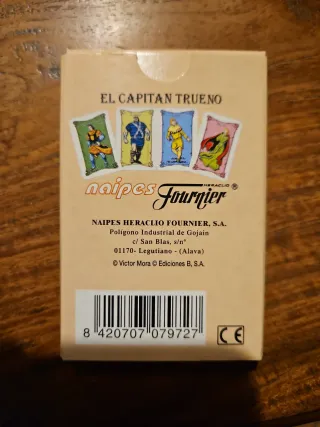 EL CAPITAN TRUENO
naipes HERACLIO Fournier ®
NAIPES HERACLIO FOURNIER, S.A.
Polígono Industrial de Gojain
c/ San Blas, s/nº
01170- Legutiano - (Alava)
© Victor Mora © Ediciones B, S.A.
8 420707 079727
CE